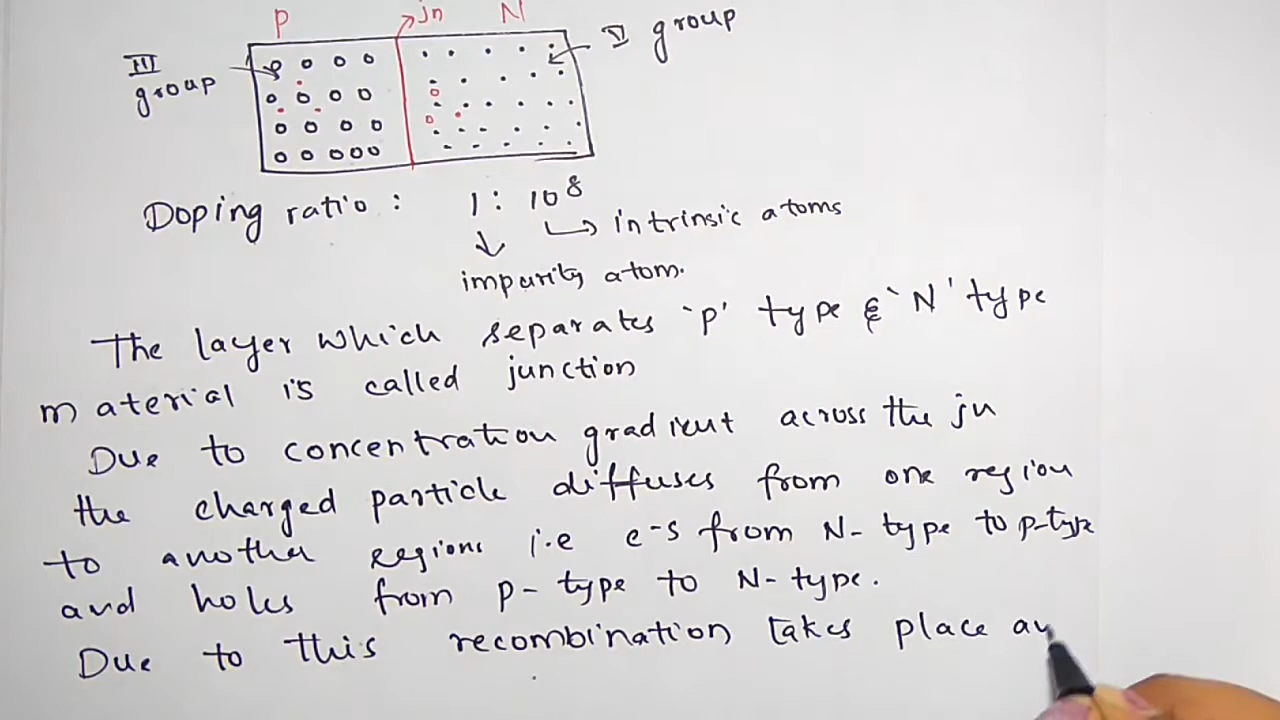 P jn N
III group
V group
Doping ratio : 1 : 10⁸
intrinsic atoms
impurity atom.
The layer which separates 'p' type & 'N' type
material is called junction
Due to concentration gradient across the jn
the charged particle diffuses from one region
to another regions i.e e-s from N- type to p-type
and holes from p- type to N- type.
Due to this recombination takes place